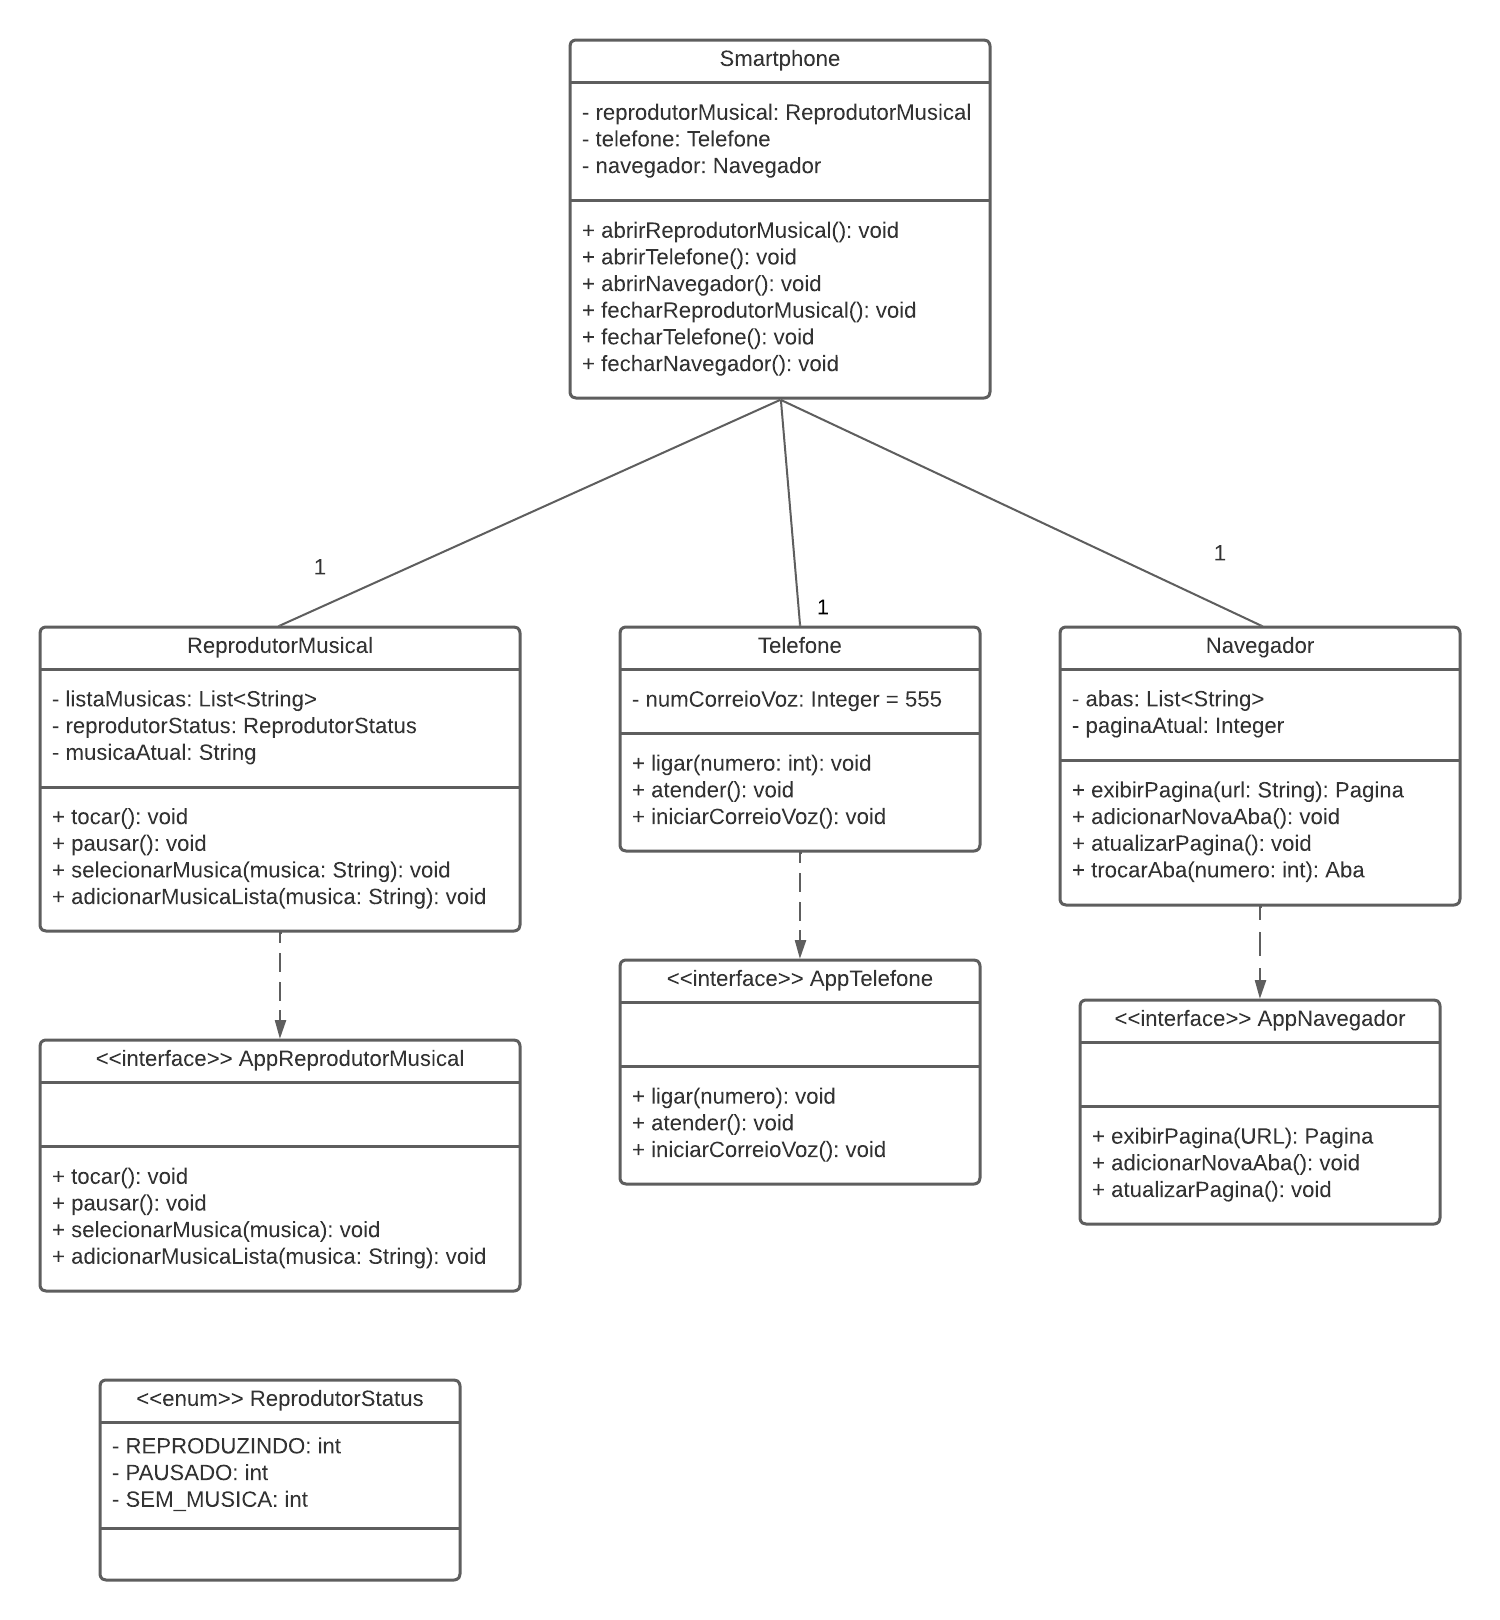 Smartphone
- reprodutorMusical: ReprodutorMusical
- telefone: Telefone
- navegador: Navegador
+ abrirReprodutorMusical(): void
+ abrirTelefone(): void
+ abrirNavegador(): void
+ fecharReprodutorMusical(): void
+ fecharTelefone(): void
+ fecharNavegador(): void
1
1
1
ReprodutorMusical
- listaMusicas: List<String>
- reprodutorStatus: ReprodutorStatus
- musicaAtual: String
+ tocar(): void
+ pausar(): void
+ selecionarMusica(musica: String): void
+ adicionarMusicaLista(musica: String): void
Telefone
- numCorreioVoz: Integer = 555
+ ligar(numero: int): void
+ atender(): void
+ iniciarCorreioVoz(): void
Navegador
- abas: List<String>
- paginaAtual: Integer
+ exibirPagina(url: String): Pagina
+ adicionarNovaAba(): void
+ atualizarPagina(): void
+ trocarAba(numero: int): Aba
<<interface>> AppReprodutorMusical
+ tocar(): void
+ pausar(): void
+ selecionarMusica(musica): void
+ adicionarMusicaLista(musica: String): void
<<interface>> AppTelefone
+ ligar(numero): void
+ atender(): void
+ iniciarCorreioVoz(): void
<<interface>> AppNavegador
+ exibirPagina(URL): Pagina
+ adicionarNovaAba(): void
+ atualizarPagina(): void
<<enum>> ReprodutorStatus
- REPRODUZINDO: int
- PAUSADO: int
- SEM_MUSICA: int